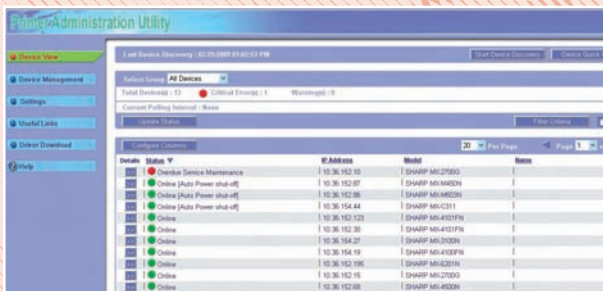 Printer Administration Utility
Device View
Last Device Discovery : 02-25-2009 01:02:53 PM
Start Device Discovery
Device Quick
Device Management
Select Group All Devices
Total Device(s) : 13 Critical Error(s) : 1 Warning(s) : 0
Settings
Current Polling Interval : None
Useful Links
Update Status
Filter Criteria
Driver Download
Configure Columns
20 Per Page
Page 1
Help
Details Status IP Address Model Name
Overdue Service Maintenance 10.36.152.10 SHARP MX-2700G
Online [Auto Power shut-off] 10.36.152.87 SHARP MX-M450N
Online [Auto Power shut-off] 10.36.152.86 SHARP
Online [Auto Power shut-off] 10.36.154.44 SHARP MX-C311
Online 10.36.152.123 SHARP MX-4101FN
Online 10.36.152.30 SHARP MX-4101FN
Online 10.36.154.27 SHARP MX-3100N
Online 10.36.154.19 SHARP MX-4100FN
Online 10.36.152.195 SHARP MX-6201N
Online 10.36.152.15 SHARP MX-2700G
Online 10.36.152.68 SHARP